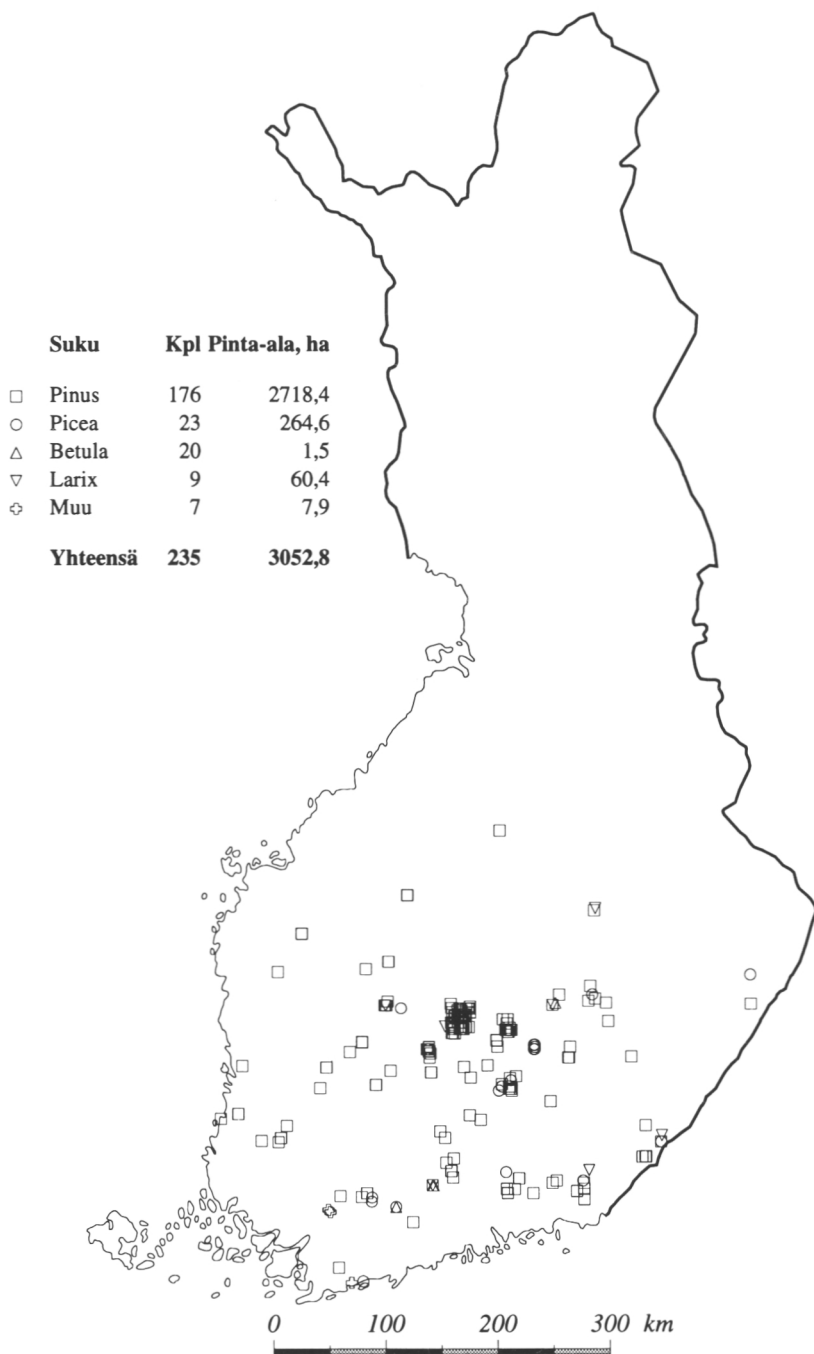 Suku Kpl Pinta-ala, ha
Pinus 176 2718,4
Picea 23 264,6
Betula 20 1,5
Larix 9 60,4
Muu 7 7,9
Yhteensä 235 3052,8
0 100 200 300 km